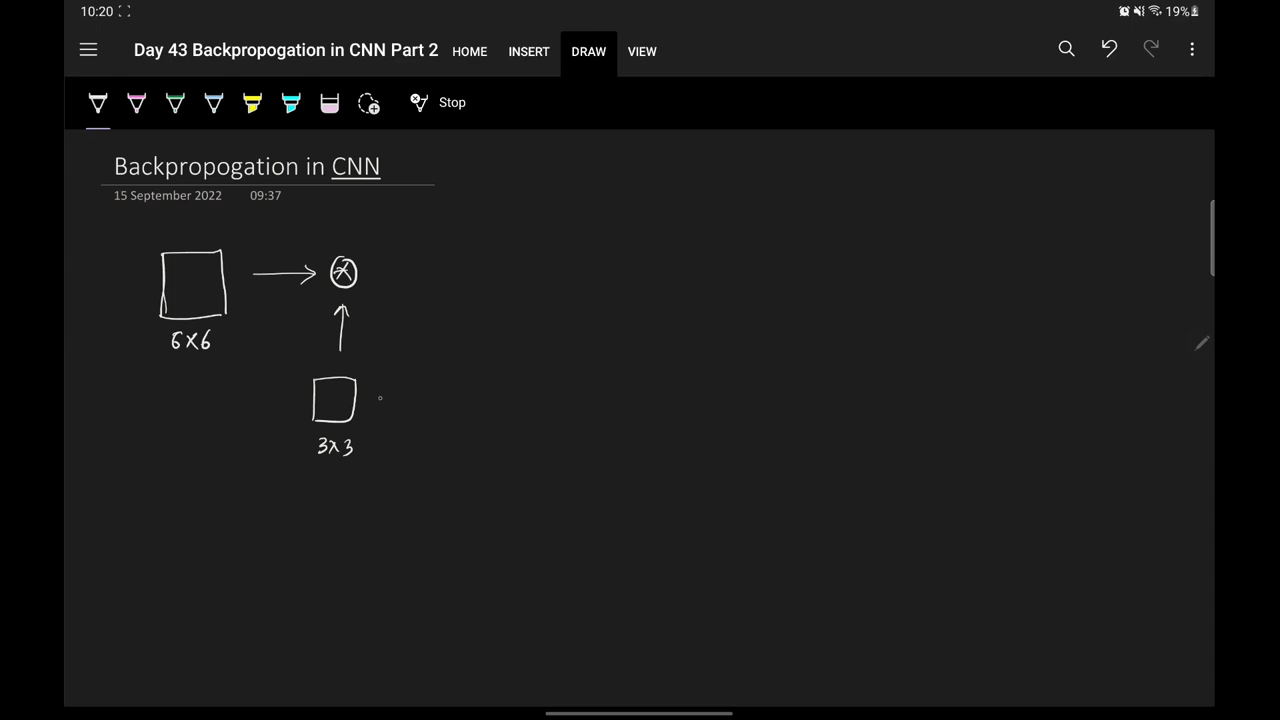 10:20 19%
Day 43 Backpropogation in CNN Part 2 HOME INSERT DRAW VIEW
Stop
Backpropogation in CNN
15 September 2022 09:37
6x6
3x3